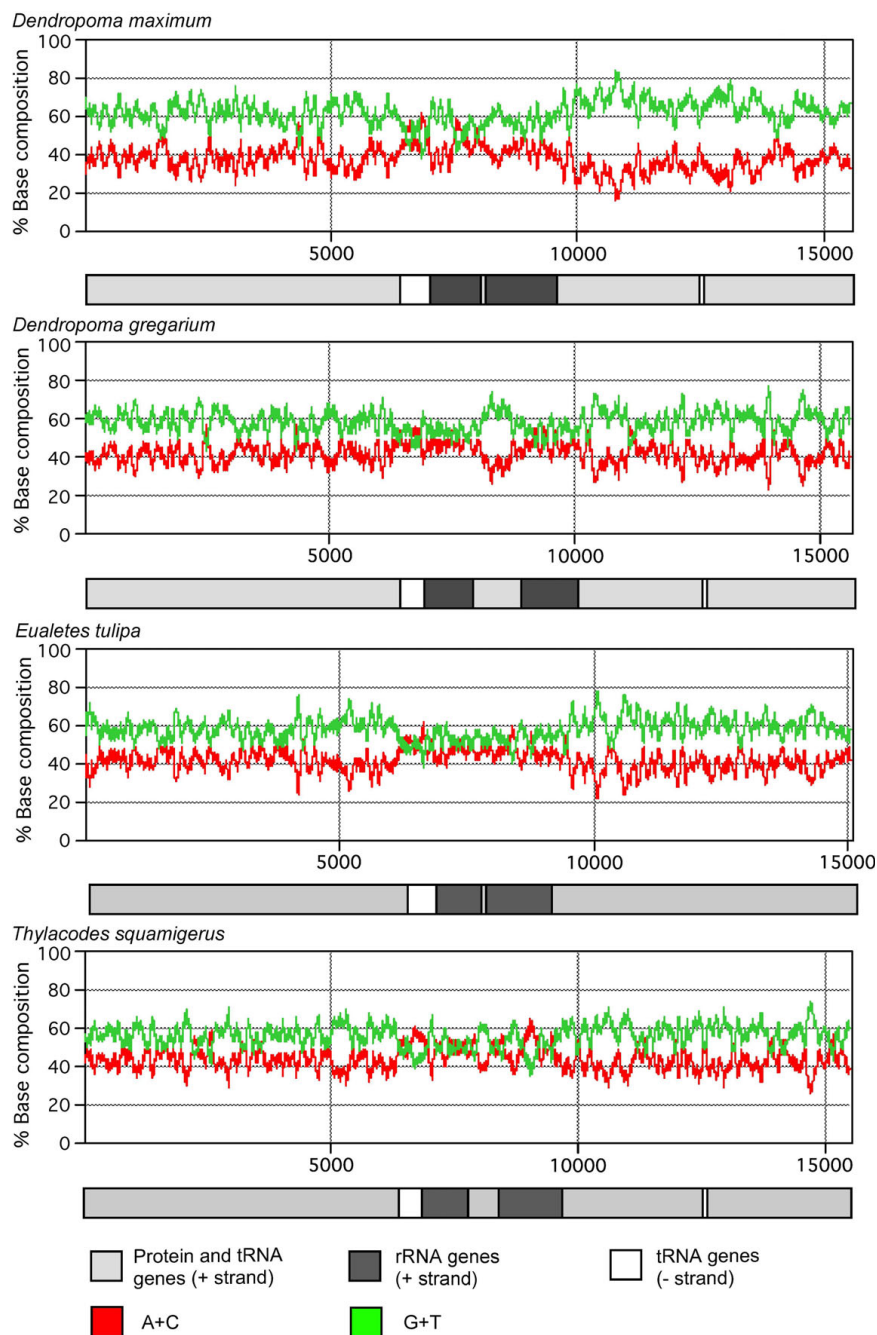 Dendropoma maximum
% Base composition
100
80
60
40
20
0
5000 10000 15000
Dendropoma gregarium
% Base composition
100
80
60
40
20
0
5000 10000 15000
Eualetes tulipa
% Base composition
100
80
60
40
20
0
5000 10000 15000
Thylacodes squamigerus
% Base composition
100
80
60
40
20
0
5000 10000 15000
Protein and tRNA
genes (+ strand)
rRNA genes
(+ strand)
tRNA genes
(- strand)
A+C
G+T